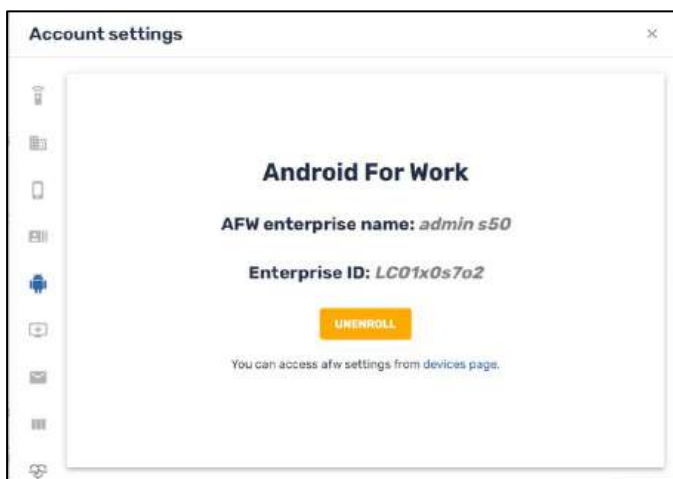 Account settings
Android For Work
AFW enterprise name: admin s50
Enterprise ID: LC01x0s7o2
UNENROLL
You can access afw settings from devices page.